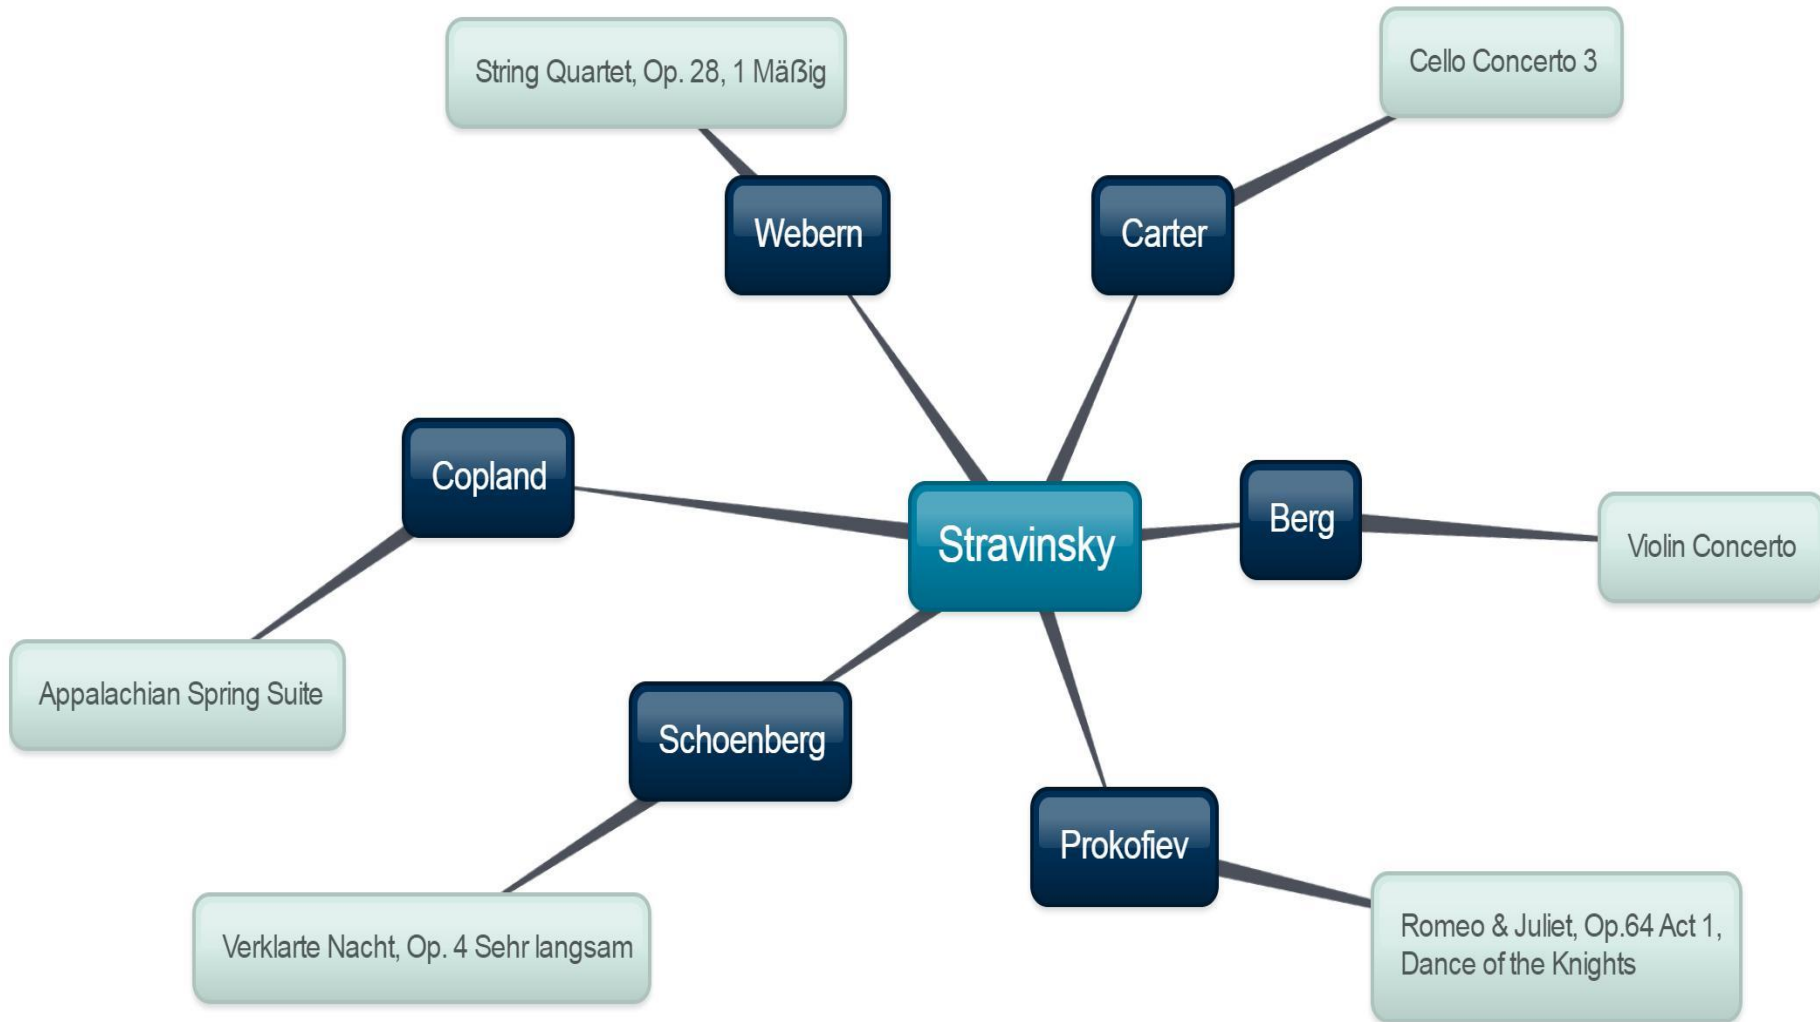 String Quartet, Op. 28, 1 Mäßig
Cello Concerto 3
Webern
Carter
Copland
Stravinsky
Berg
Violin Concerto
Appalachian Spring Suite
Schoenberg
Prokofiev
Verklarte Nacht, Op. 4 Sehr langsam
Romeo & Juliet, Op.64 Act 1,
Dance of the Knights